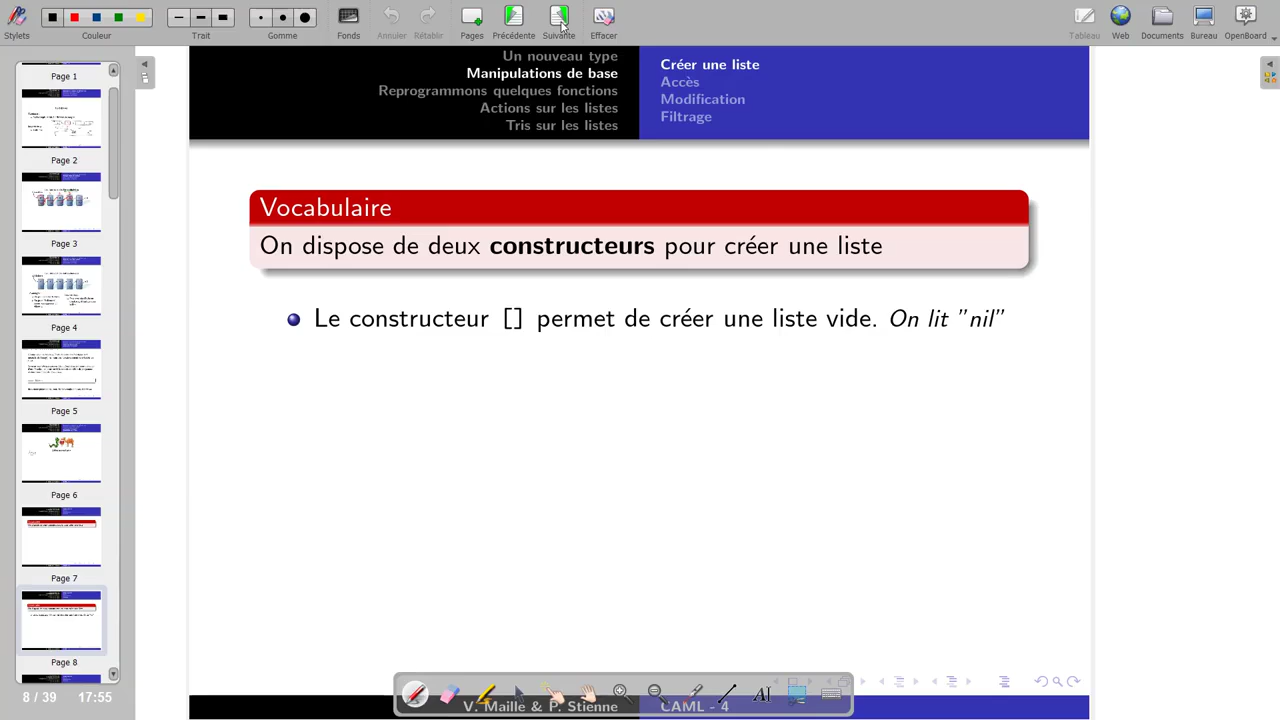 Stylets
Couleur
Trait
Gomme
Fonds
Annuler
Rétablir
Pages
Précédente
Suivante
Effacer
Tableau
Web
Documents
Bureau
OpenBoard
Page 1
Page 2
Page 3
Page 4
Page 5
Page 6
Page 7
Page 8
8 / 39
17:55
Un nouveau type
Manipulations de base
Reprogrammons quelques fonctions
Actions sur les listes
Tris sur les listes
Créer une liste
Accès
Modification
Filtrage
Vocabulaire
On dispose de deux constructeurs pour créer une liste
Le constructeur [] permet de créer une liste vide. On lit "nil"
V. Maille & P. Stienne
CAML - 4